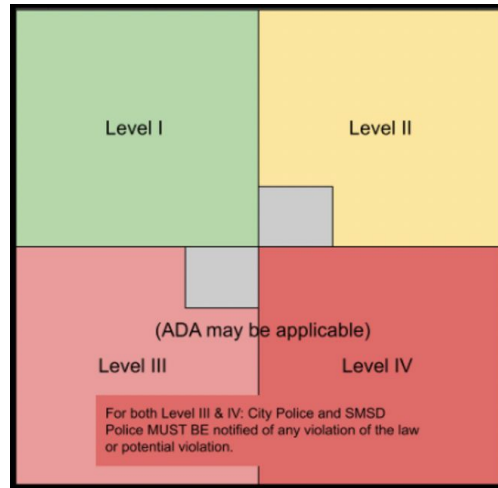 Level I
Level II
(ADA may be applicable)
Level III
Level IV
For both Level III & IV: City Police and SMSD
Police MUST BE notified of any violation of the law
or potential violation.